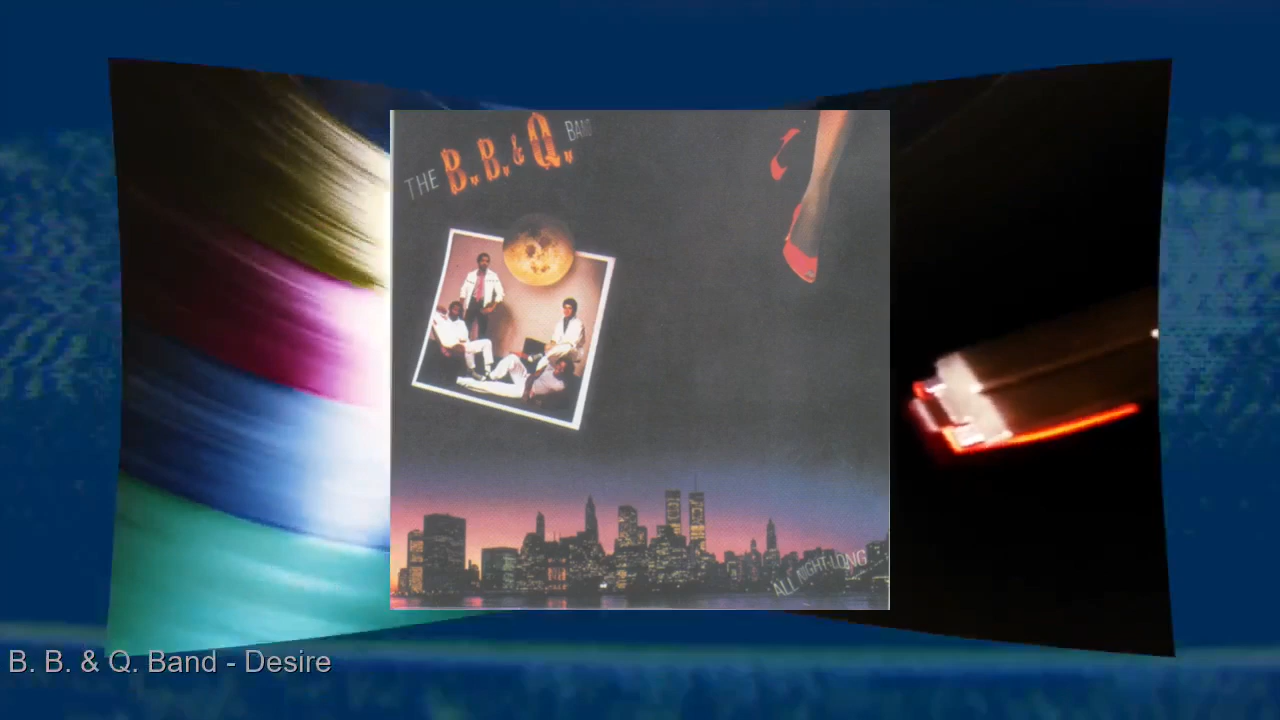 THE B.B.&Q. BAND
ALL NIGHT LONG
B. B. & Q. Band - Desire